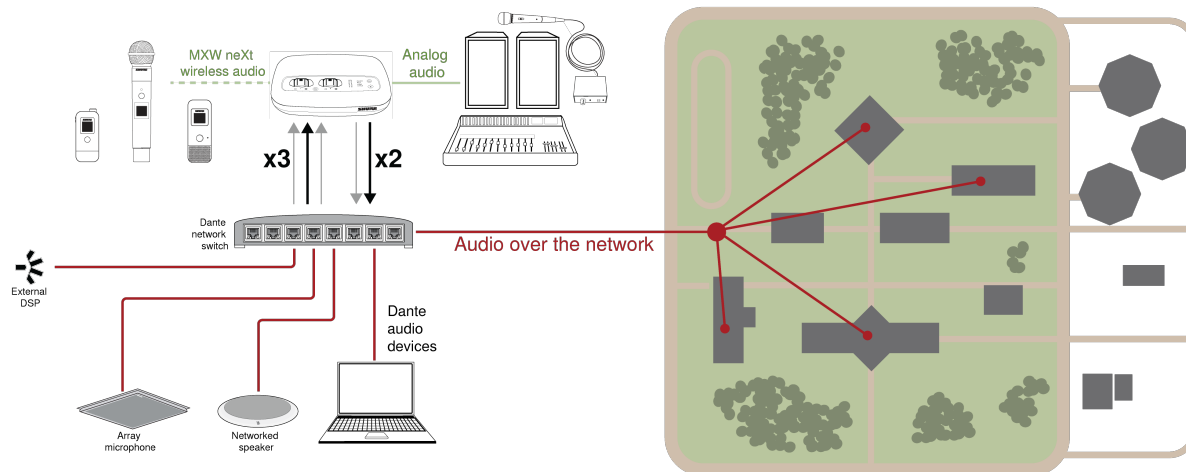 MXW neXt
wireless audio
Analog
audio
SHURE
x3
x2
Dante
network
switch
Audio over the network
External
DSP
Dante
audio
devices
Array
microphone
Networked
speaker